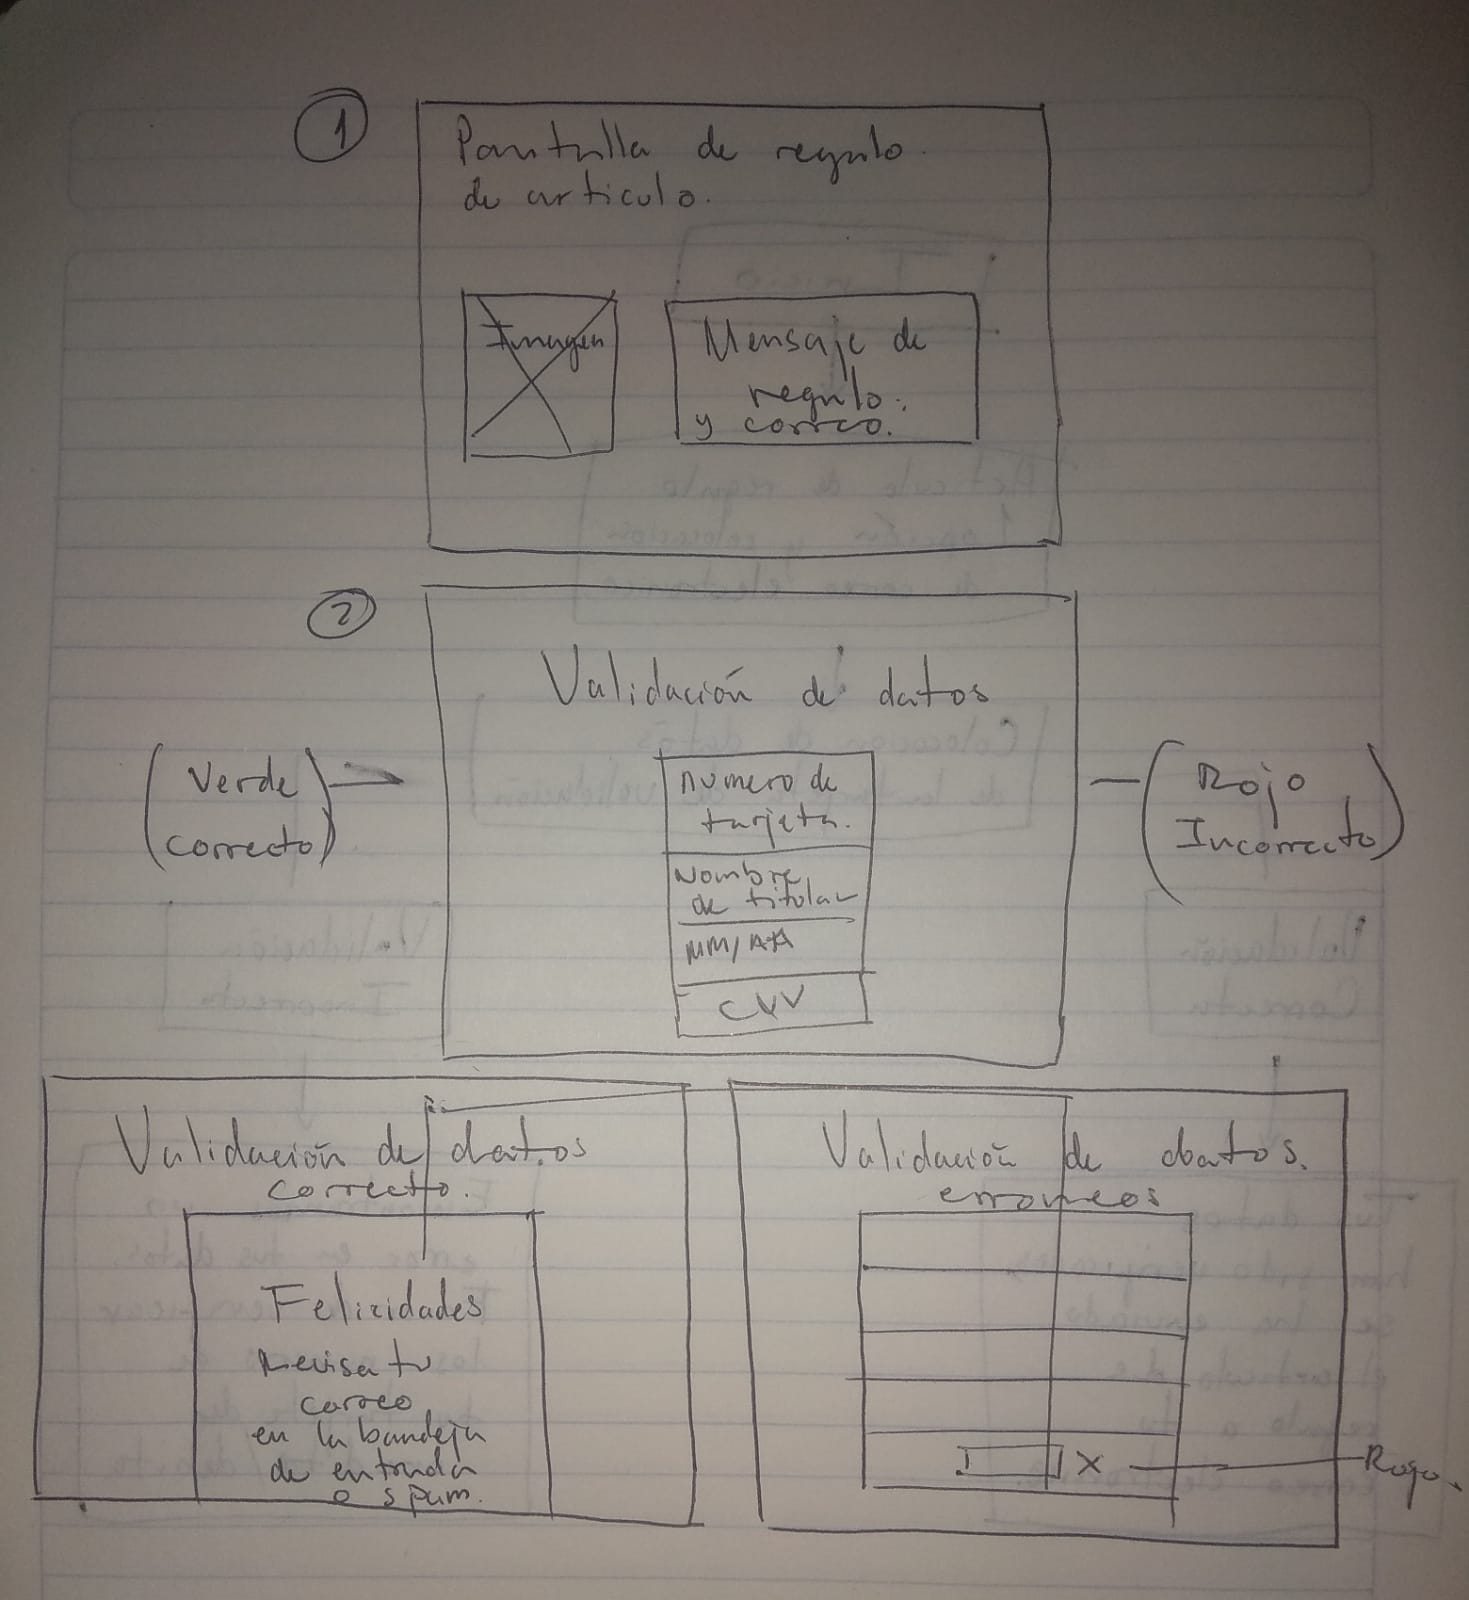 1
Pantalla de regalo.
de articulo.
Imagen
Mensaje de
regalo.
y correo.
2
Validación de datos
(Verde
correcto)
numero de
tarjeta.
Nombre
de titular
MM/AA
CVV
(Rojo
Incorrecto)
Validación de datos
correcto.
Felicidades
Revisa tu
correo
en la bandeja
de entrada
o spam.
Validación de datos.
erroneos
X
Rojo.